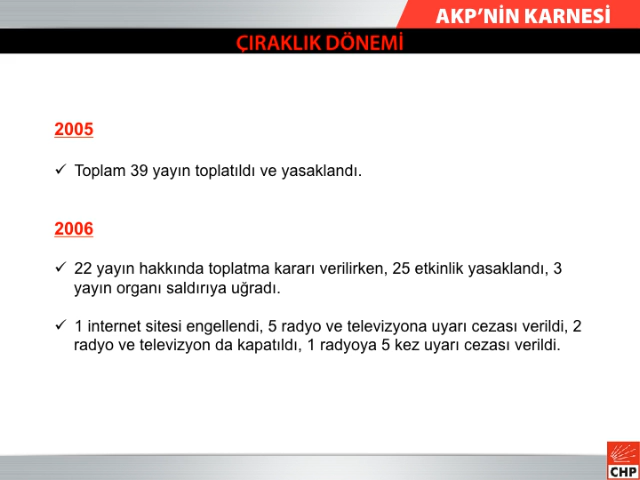 AKP'NİN KARNESİ
ÇIRAKLIK DÖNEMİ
2005
✓ Toplam 39 yayın toplatıldı ve yasaklandı.
2006
✓ 22 yayın hakkında toplatma kararı verilirken, 25 etkinlik yasaklandı, 3
yayın organı saldırıya uğradı.
✓ 1 internet sitesi engellendi, 5 radyo ve televizyona uyarı cezası verildi, 2
radyo ve televizyon da kapatıldı, 1 radyoya 5 kez uyarı cezası verildi.
CHP